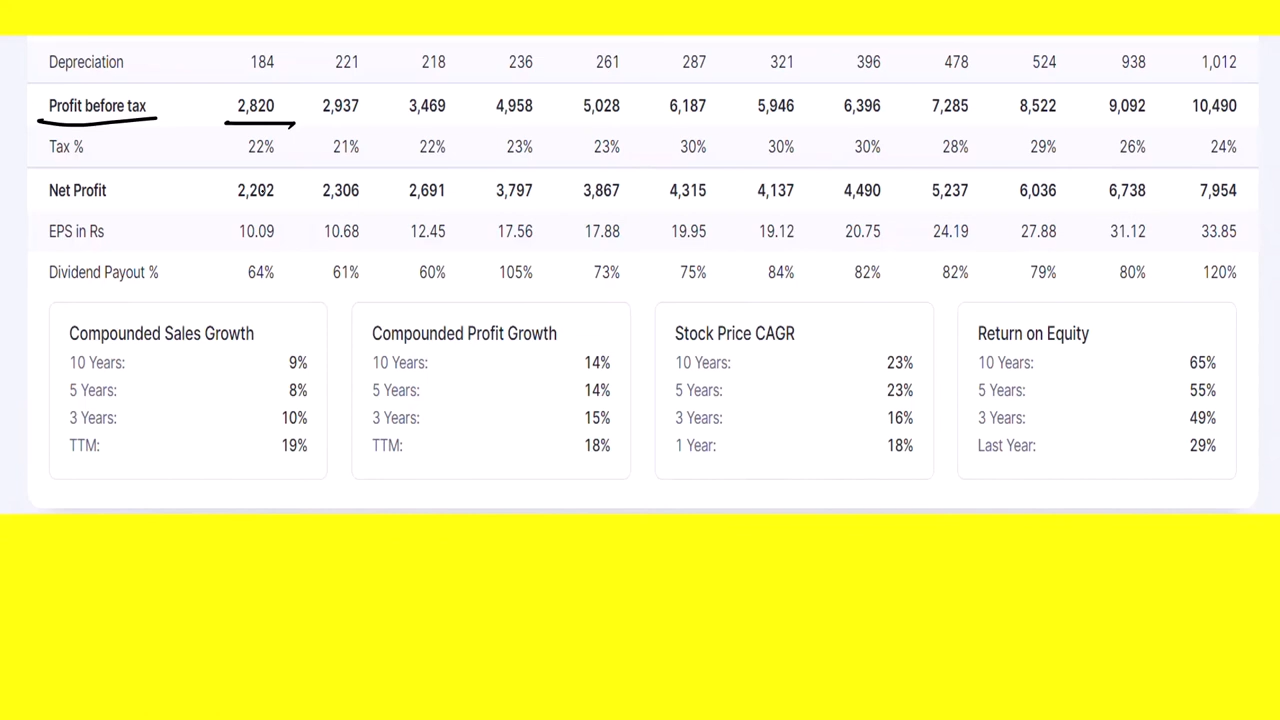 Depreciation 184 221 218 236 261 287 321 396 478 524 938 1,012
Profit before tax 2,820 2,937 3,469 4,958 5,028 6,187 5,946 6,396 7,285 8,522 9,092 10,490
Tax % 22% 21% 22% 23% 23% 30% 30% 30% 28% 29% 26% 24%
Net Profit 2,202 2,306 2,691 3,797 3,867 4,315 4,137 4,490 5,237 6,036 6,738 7,954
EPS in Rs 10.09 10.68 12.45 17.56 17.88 19.95 19.12 20.75 24.19 27.88 31.12 33.85
Dividend Payout % 64% 61% 60% 105% 73% 75% 84% 82% 82% 79% 80% 120%
Compounded Sales Growth
10 Years: 9%
5 Years: 8%
3 Years: 10%
TTM: 19%
Compounded Profit Growth
10 Years: 14%
5 Years: 14%
3 Years: 15%
TTM: 18%
Stock Price CAGR
10 Years: 23%
5 Years: 23%
3 Years: 16%
1 Year: 18%
Return on Equity
10 Years: 65%
5 Years: 55%
3 Years: 49%
Last Year: 29%